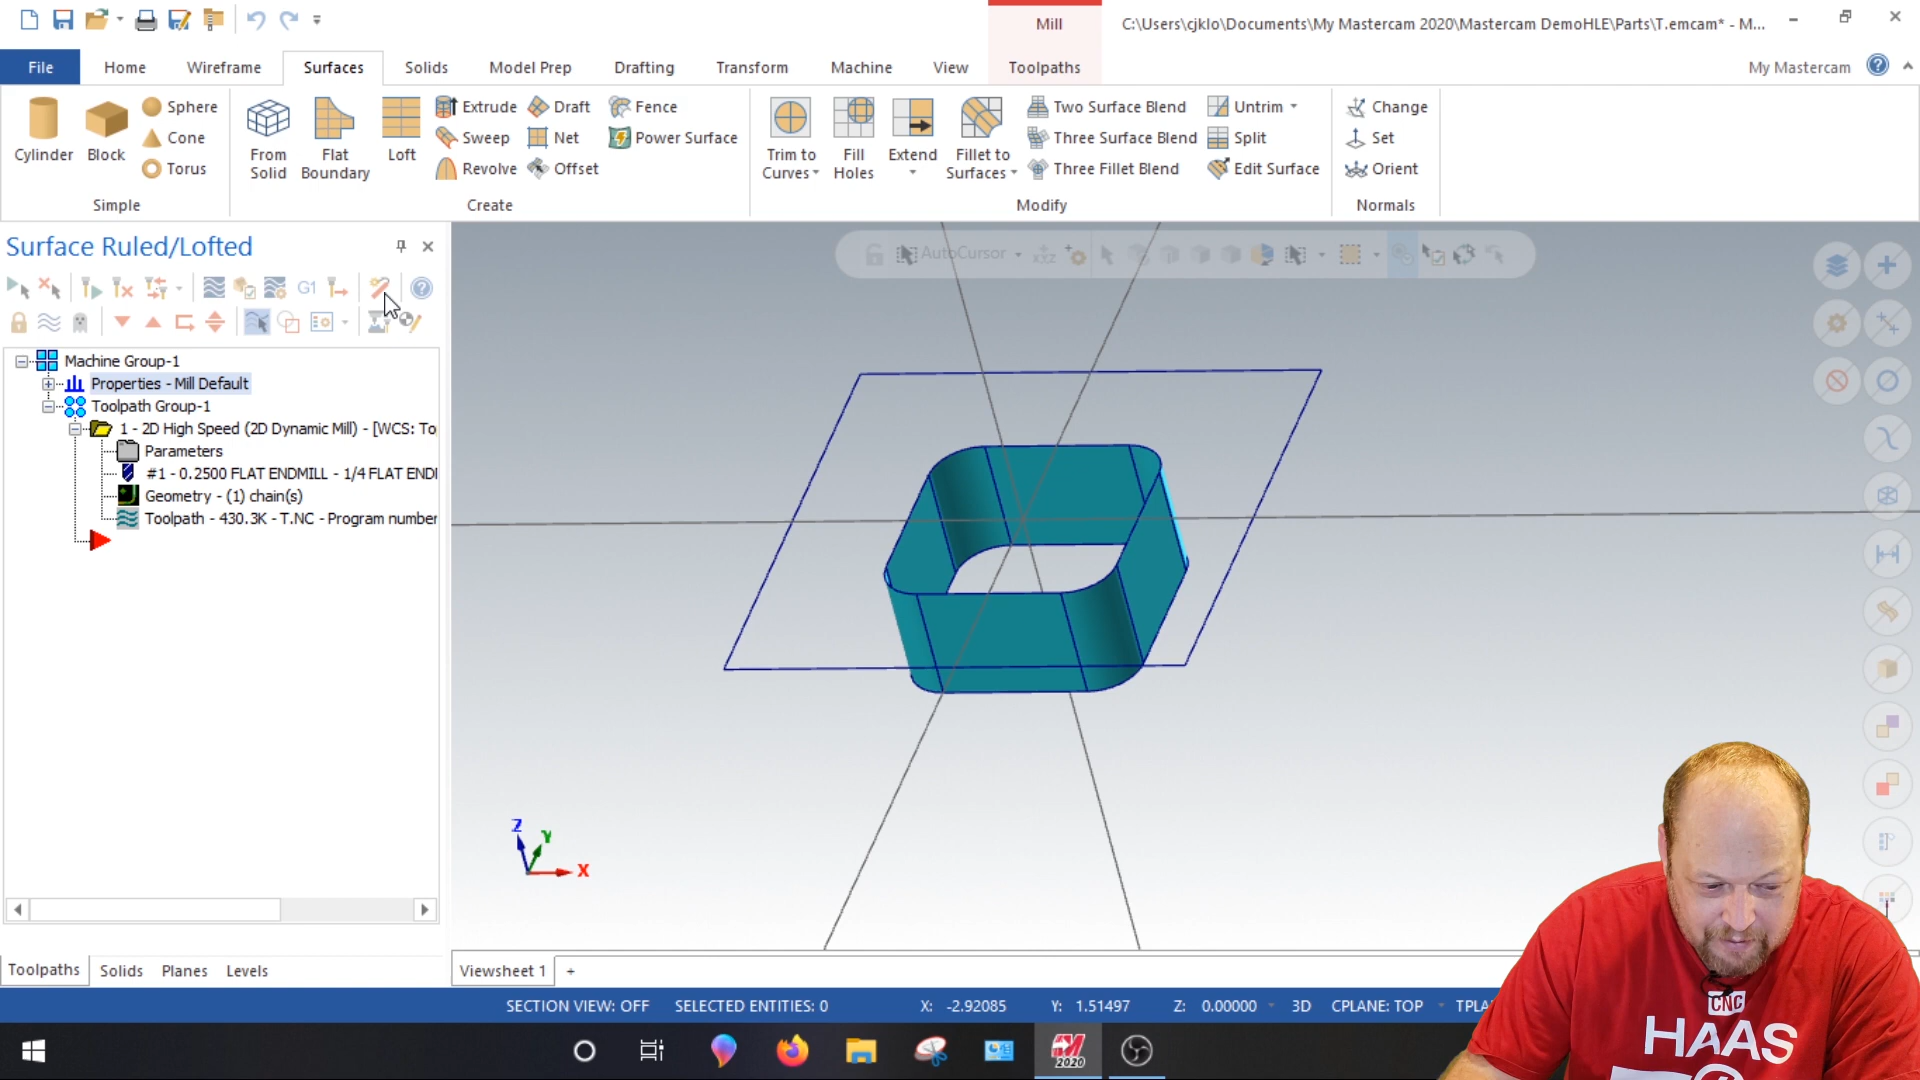 Mill
C:\Users\cjklo\Documents\My Mastercam 2020\Mastercam DemoHLE\Parts\T.emcam* - M...
File
Home
Wireframe
Surfaces
Solids
Model Prep
Drafting
Transform
Machine
View
Toolpaths
My Mastercam
Cylinder
Block
Sphere
Cone
Torus
Simple
From Solid
Flat Boundary
Loft
Extrude
Sweep
Revolve
Draft
Net
Offset
Fence
Power Surface
Create
Trim to Curves
Fill Holes
Extend
Fillet to Surfaces
Two Surface Blend
Three Surface Blend
Three Fillet Blend
Untrim
Split
Edit Surface
Modify
Change
Set
Orient
Normals
Surface Ruled/Lofted
G1
AutoCursor
Machine Group-1
Properties - Mill Default
Toolpath Group-1
1 - 2D High Speed (2D Dynamic Mill) - [WCS: To
Parameters
#1 - 0.2500 FLAT ENDMILL - 1/4 FLAT ENDI
Geometry - (1) chain(s)
Toolpath - 430.3K - T.NC - Program number
Z
Y
X
Toolpaths
Solids
Planes
Levels
Viewsheet 1
+
SECTION VIEW: OFF
SELECTED ENTITIES: 0
X: -2.92085
Y: 1.51497
Z: 0.00000
3D
CPLANE: TOP
TPLA
2020
CNC
HAAS